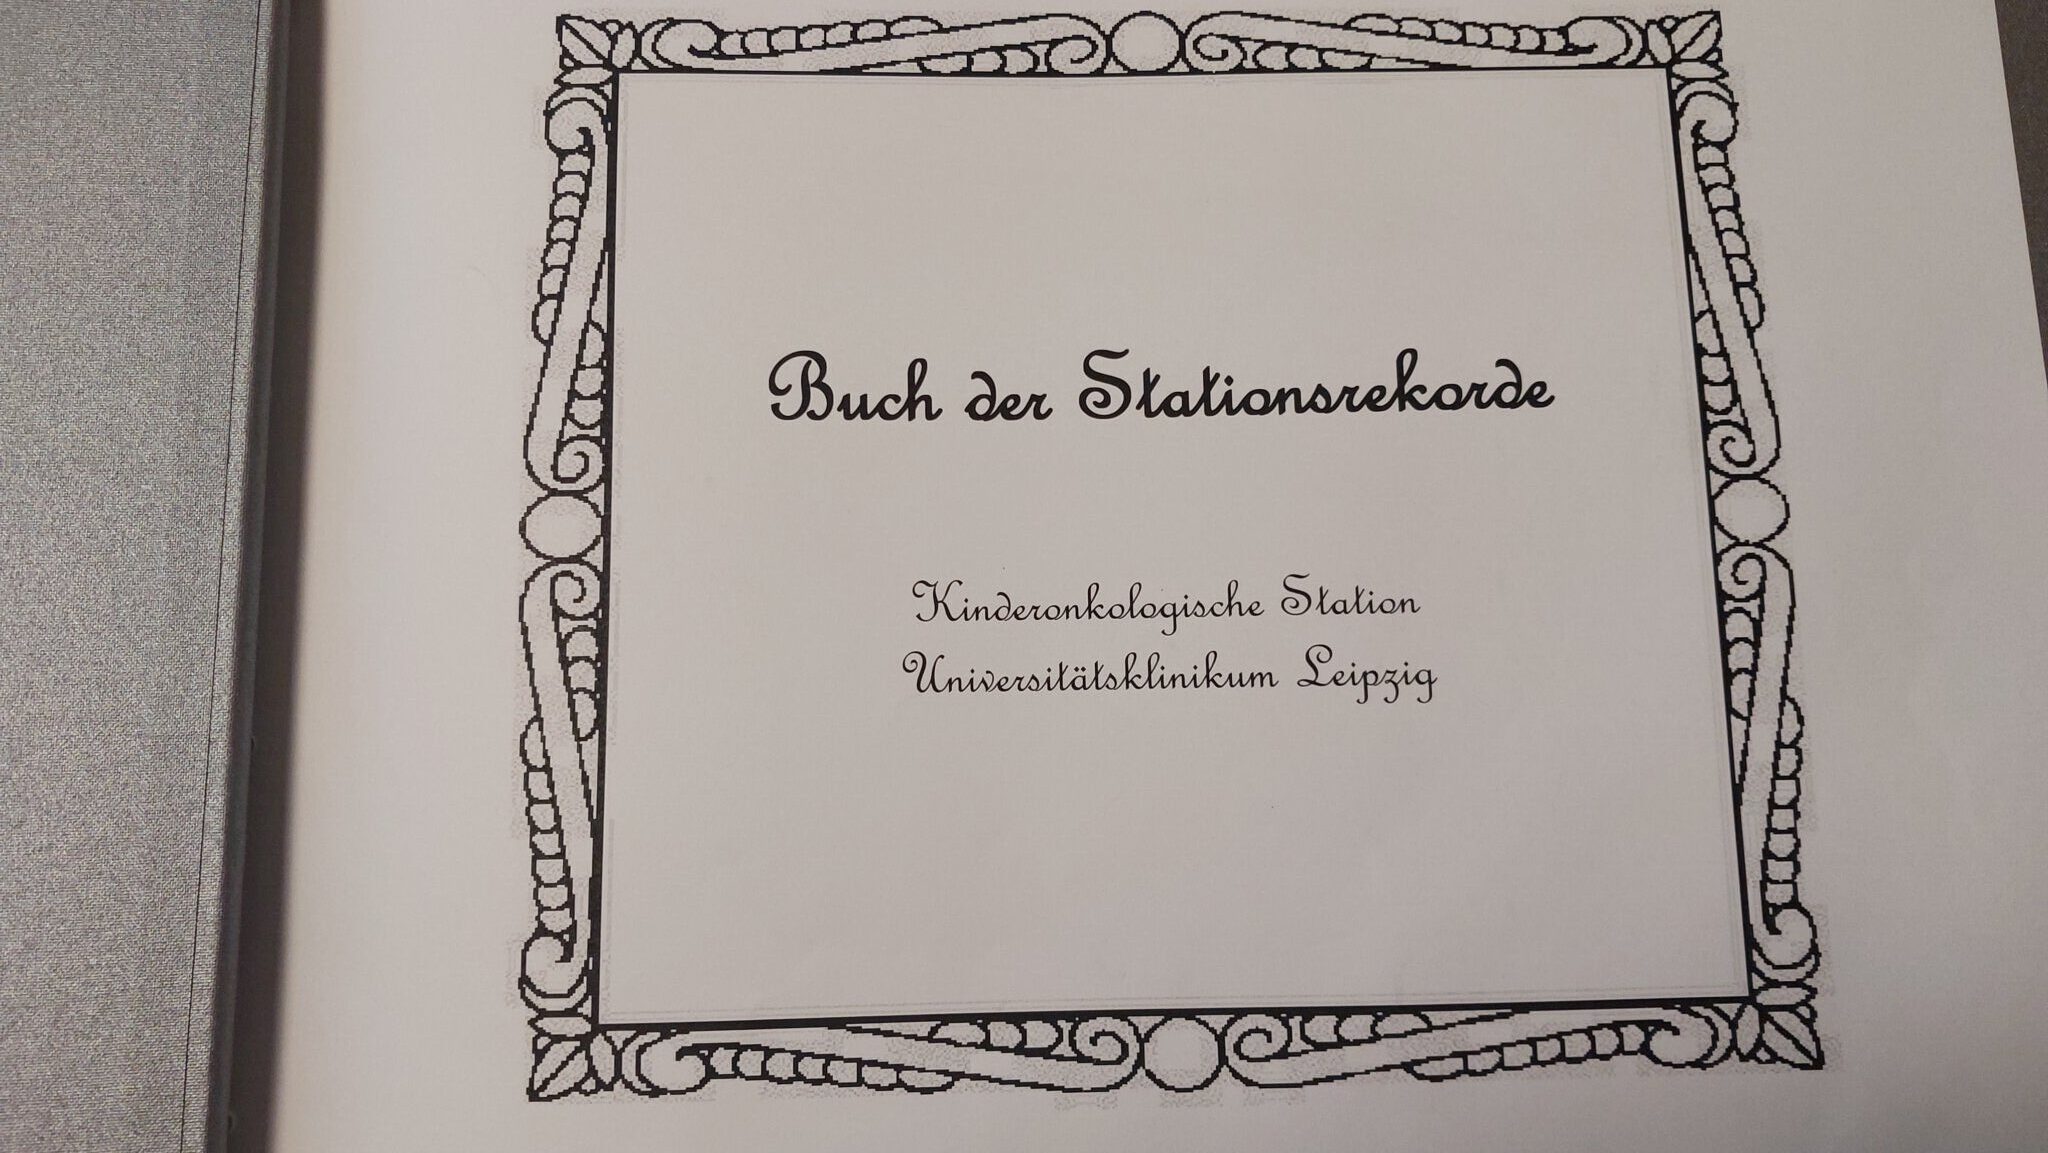 Buch der Stationsrekorde
Kinderonkologische Station
Universitätsklinikum Leipzig